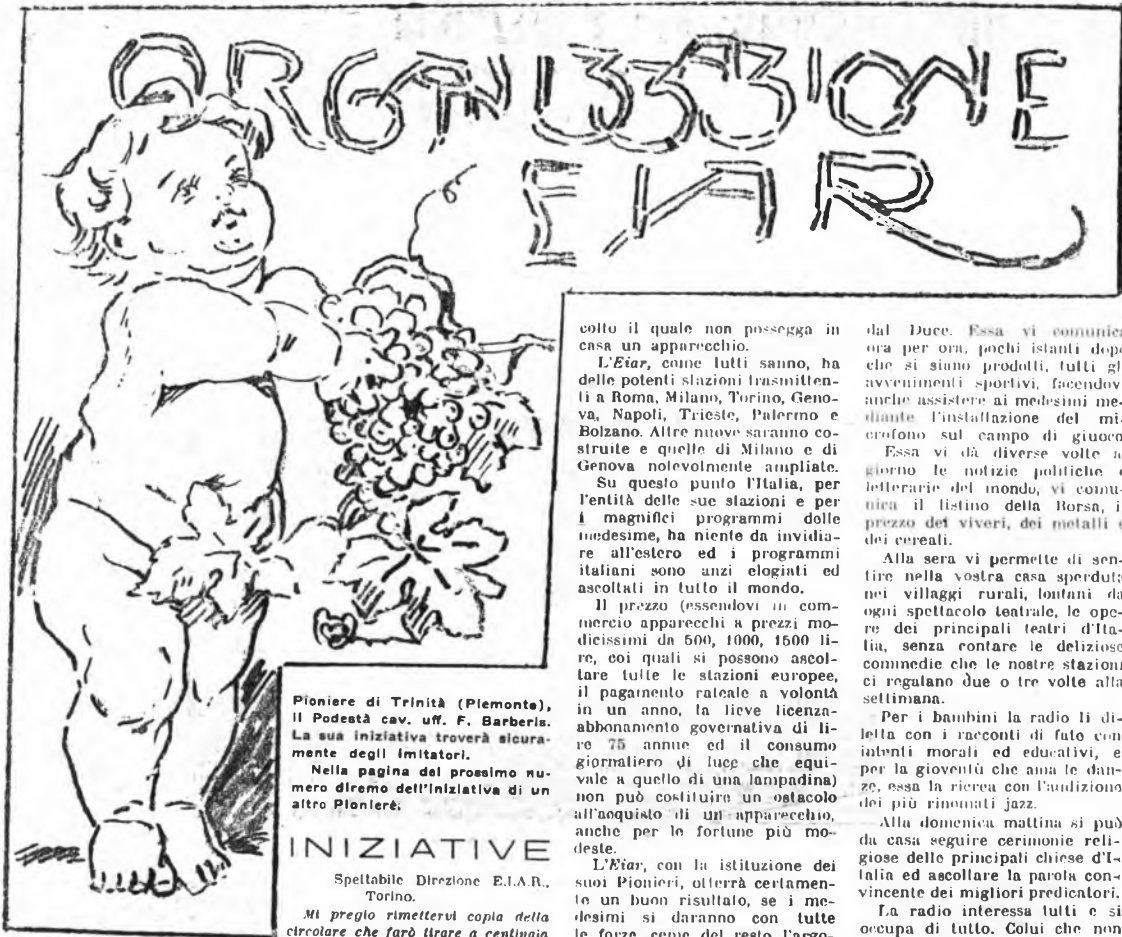 ORGANIZZAZIONE
EIAR
Pioniere di Trinità (Piemonte),
il Podestà cav. uff. F. Barberis.
La sua iniziativa troverà sicura-
mente degli imitatori.
Nella pagina del prossimo nu-
mero diremo dell'iniziativa di un
altro Pioniere.
INIZIATIVE
Spettabile Direzione E.I.A.R.,
Torino.
Mi pregio rimettervi copia della
circolare che farò tirare a centinaia
colto il quale non possegga in
casa un apparecchio.
L'Eiar, come tutti sanno, ha
delle potenti stazioni trasmitten-
ti a Roma, Milano, Torino, Geno-
va, Napoli, Trieste, Palermo e
Bolzano. Altre nuove saranno co-
struite e quelle di Milano e di
Genova notevolmente ampliate.
Su questo punto l'Italia, per
l'entità delle sue stazioni e per
i magnifici programmi dolle
medesime, ha niente da invidia-
re all'estero ed i programmi
italiani sono anzi elogiati ed
ascoltati in tutto il mondo.
Il prezzo (essendovi in com-
mercio apparecchi a prezzi mo-
dicissimi da 500, 1000, 1500 li-
re, coi quali si possono ascol-
tare tutte le stazioni europee,
il pagamento rateale a volontà
in un anno, la lieve licenza-
abbonamento governativa di li-
re 75 annue ed il consumo
giornaliero di luce che equi-
vale a quello di una lampadina)
non può costituire un ostacolo
all'acquisto di un apparecchio,
anche per le fortune più mo-
deste.
L'Eiar, con la istituzione dei
suoi Pionieri, otterrà certamen-
te un buon risultato, se i me-
desimi si daranno con tutte
le forze, come del resto l'argo-
dal Duce. Essa vi comunica
ora per ora, pochi istanti dopo
che si siano prodotti, tutti gl
avvenimenti sportivi, facendov
anche assistere ai medesimi me-
diante l'installazione del mi-
crofono sul campo di giuoco
Essa vi dà diverse volte a
giorno le notizie politiche e
letterarie del mondo, vi comu-
nica il listino della Borsa, i
prezzo dei viveri, dei metalli e
dei cereali.
Alla sera vi permette di sen-
tire nella vostra casa sperduta
nei villaggi rurali, lontani da
ogni spettacolo teatrale, le ope-
re dei principali teatri d'Ita-
lia, senza contare le deliziose
commedie che le nostre stazioni
ci regalano due o tre volte alla
settimana.
Per i bambini la radio li di-
letta con i racconti di fate con
intenti morali ed educativi, e
per la gioventù che ama le dan-
ze, essa la ricrea con l'audizione
dei più rinomati jazz.
Alla domenica mattina si può
da casa seguire cerimonie reli-
giose delle principali chiese d'I-
talia ed ascoltare la parola con-
vincente dei migliori predicatori.
La radio interessa tutti e si
occupa di tutto. Colui che non